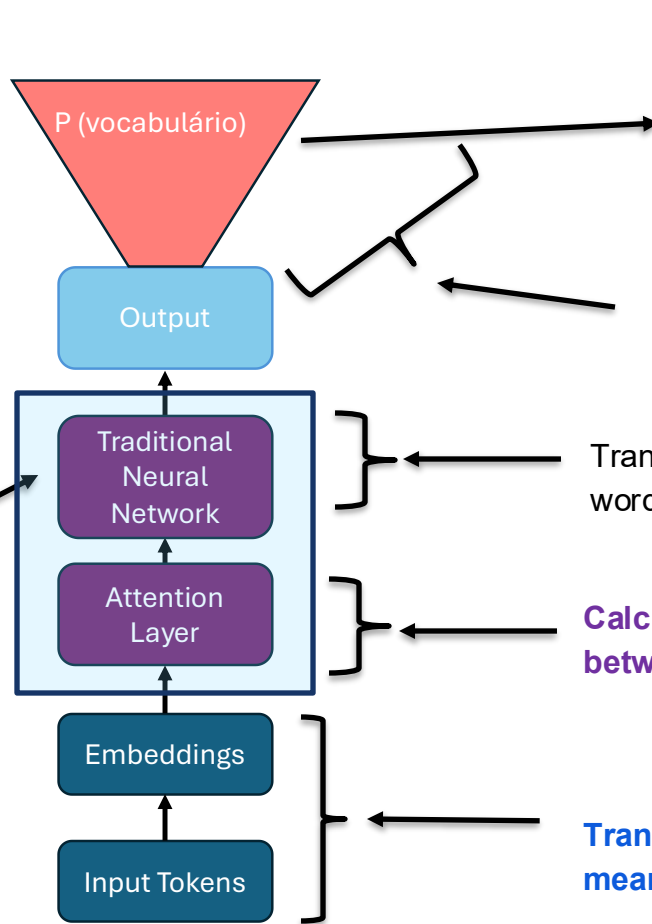 P (vocabulário)
Output
Traditional
Neural
Network
Attention
Layer
Embeddings
Input Tokens